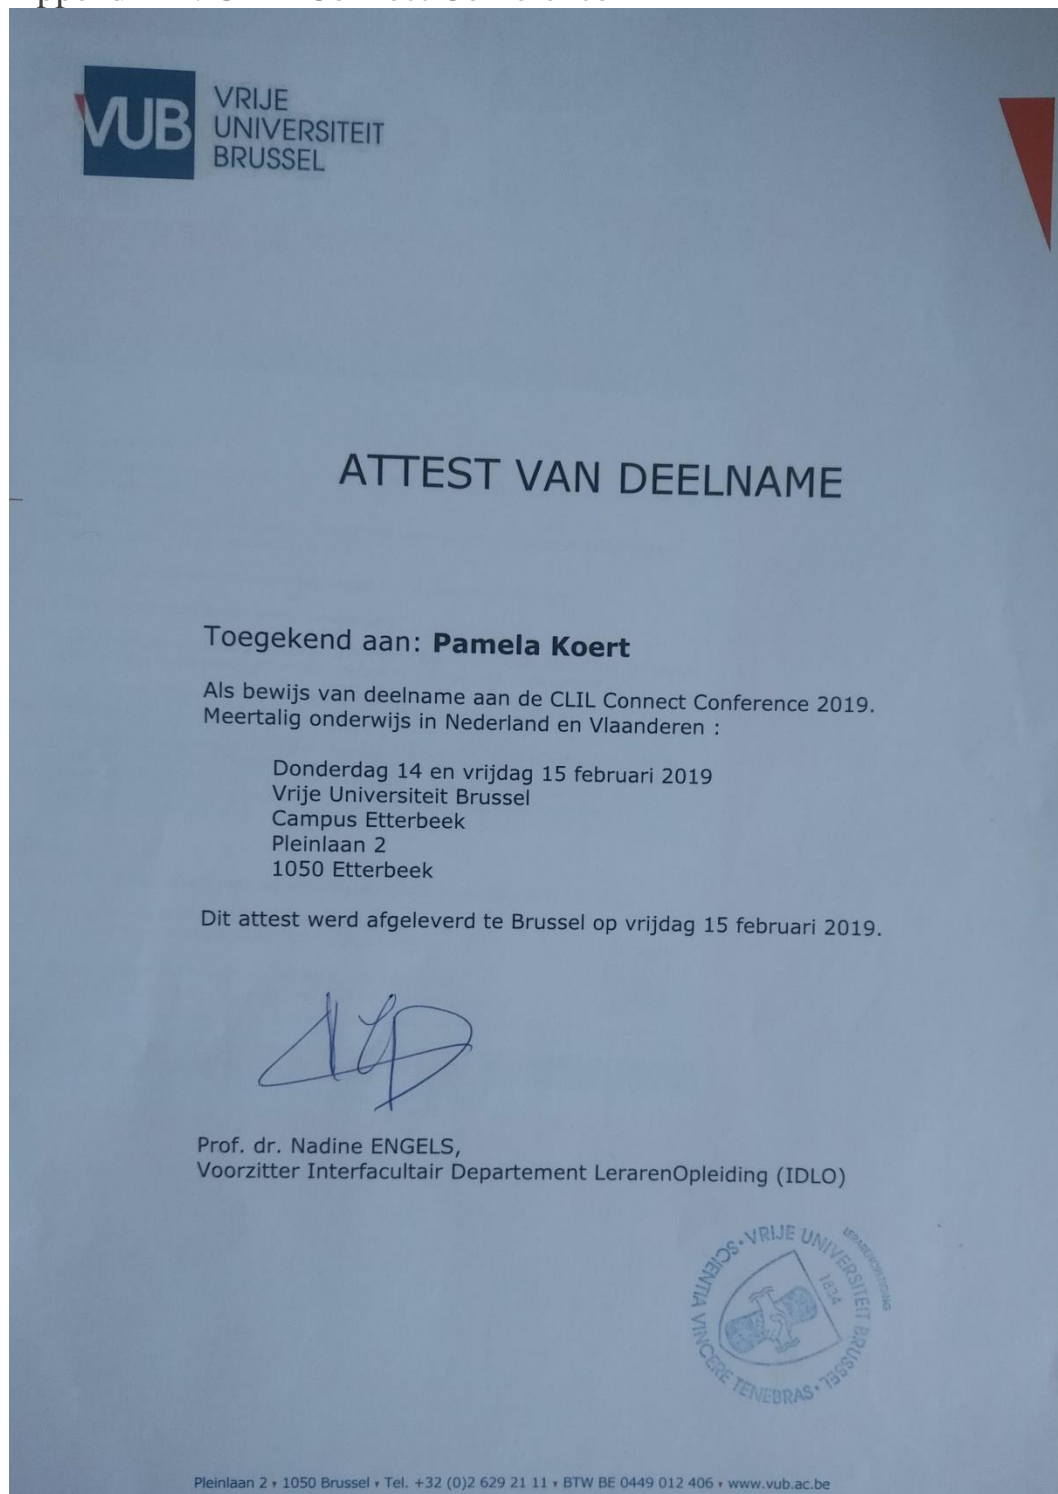 VUB
VRIJE
UNIVERSITEIT
BRUSSEL
ATTEST VAN DEELNAME
Toegekend aan: Pamela Koert
Als bewijs van deelname aan de CLIL Connect Conference 2019.
Meertalig onderwijs in Nederland en Vlaanderen :
Donderdag 14 en vrijdag 15 februari 2019
Vrije Universiteit Brussel
Campus Etterbeek
Pleinlaan 2
1050 Etterbeek
Dit attest werd afgeleverd te Brussel op vrijdag 15 februari 2019.
Prof. dr. Nadine ENGELS,
Voorzitter Interfacultair Departement LerarenOpleiding (IDLO)
VRIJE UNIVERSITEIT BRUSSEL • SCIENTIA VINCERE TENEBRAS •
LERARENOPLEIDING
1834
Pleinlaan 2 • 1050 Brussel • Tel. +32 (0)2 629 21 11 • BTW BE 0449 012 406 • www.vub.ac.be